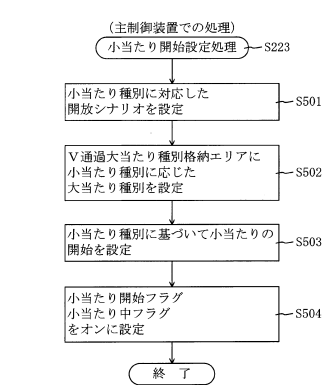 （主制御装置での処理）
小当たり開始設定処理
S223
小当たり種別に対応した
開放シナリオを設定
S501
V通過大当たり種別格納エリアに
小当たり種別に応じた
大当たり種別を設定
S502
小当たり種別に基づいて小当たりの
開始を設定
S503
小当たり開始フラグ
小当たり中フラグ
をオンに設定
S504
終 了